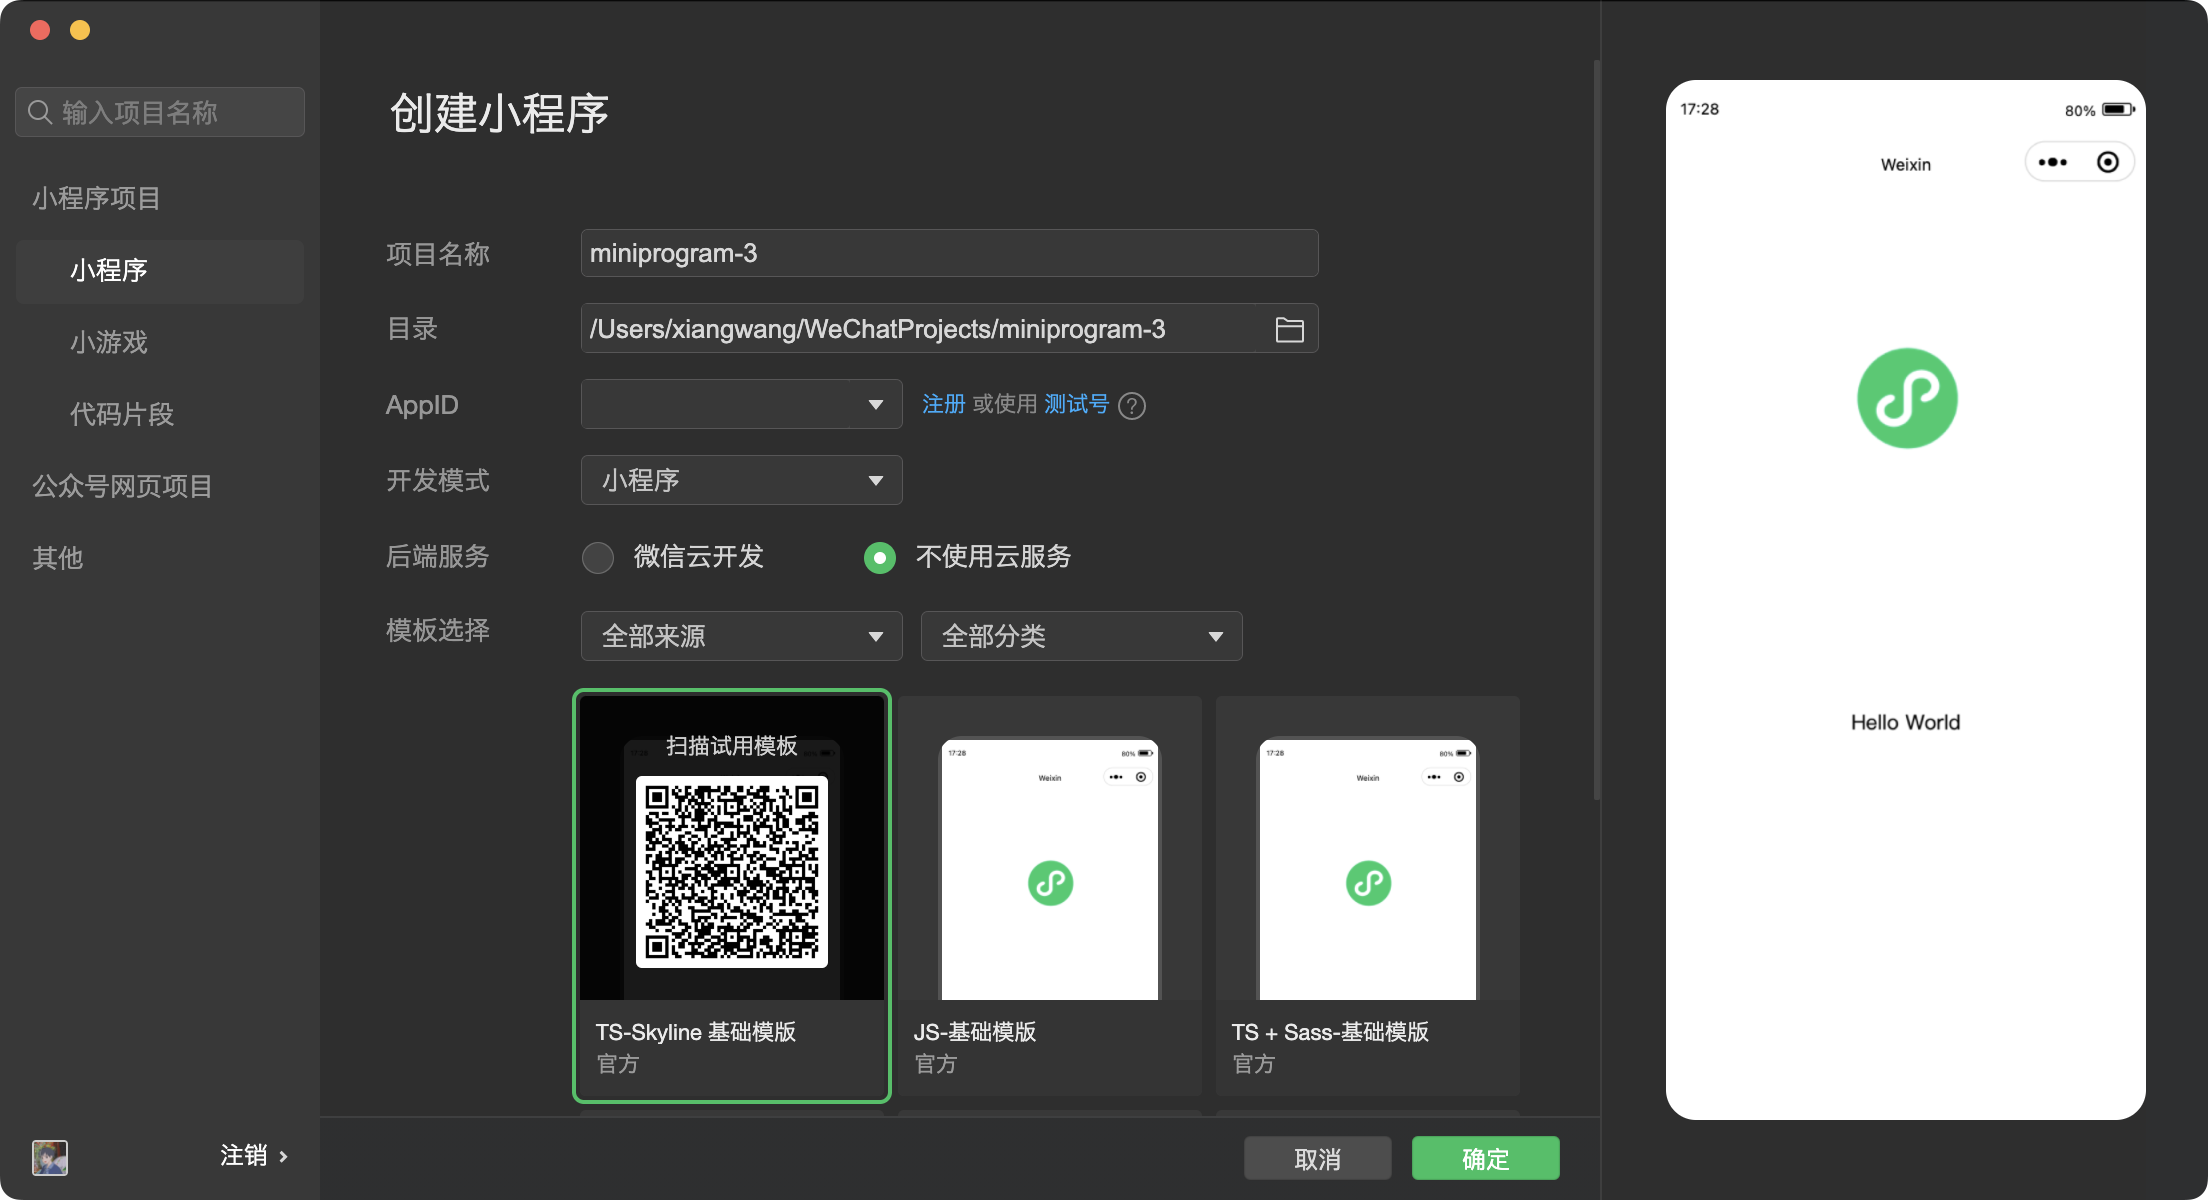 输入项目名称
小程序项目
小程序
小游戏
代码片段
公众号网页项目
其他
注销
创建小程序
项目名称
miniprogram-3
目录
/Users/xiangwang/WeChatProjects/miniprogram-3
AppID
注册 或使用 测试号 ?
开发模式
小程序
后端服务
微信云开发
不使用云服务
模板选择
全部来源
全部分类
扫描试用模板
TS-Skyline 基础模版
官方
17:28
80%
Weixin
JS-基础模版
官方
17:28
80%
Weixin
TS + Sass-基础模版
官方
取消
确定
17:28
80%
Weixin
Hello World